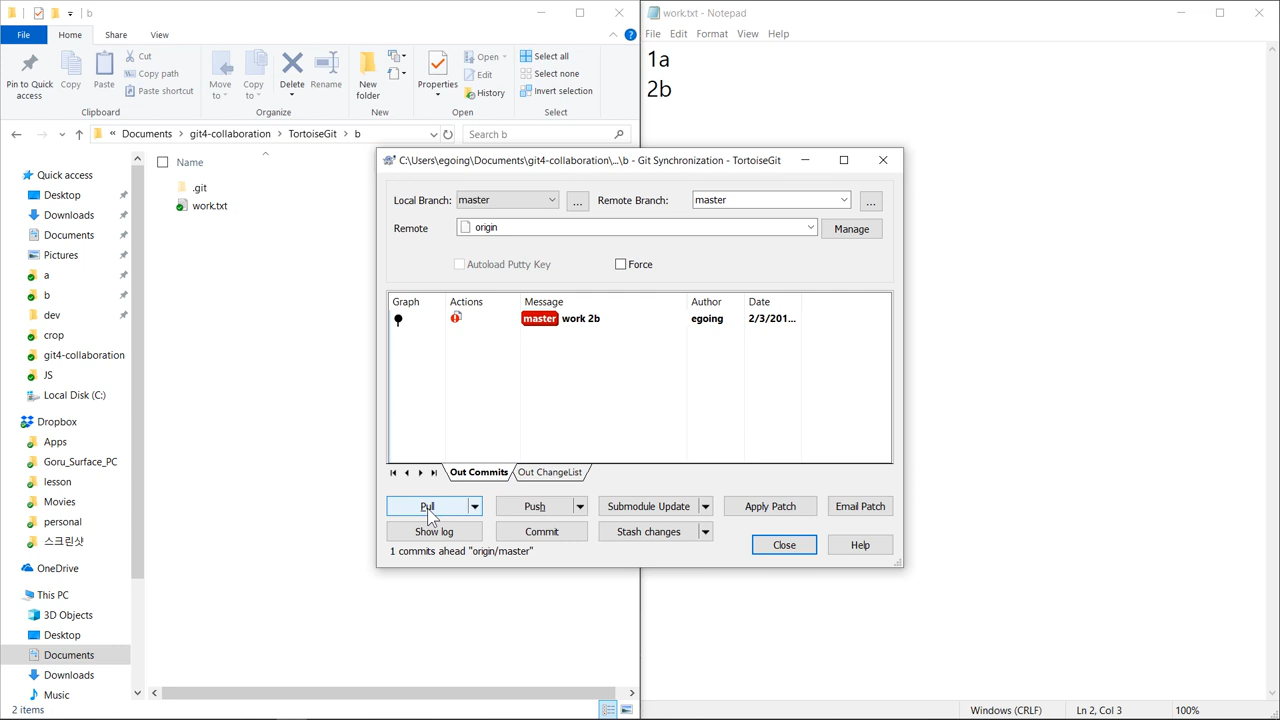 b
File
Home
Share
View
Pin to Quick access
Copy
Paste
Cut
Copy path
Paste shortcut
Clipboard
Move to
Copy to
Delete
Rename
Organize
New folder
New
Properties
Open
Edit
History
Open
Select all
Select none
Invert selection
Select
« Documents > git4-collaboration > TortoiseGit > b
Search b
Quick access
Desktop
Downloads
Documents
Pictures
a
b
dev
crop
git4-collaboration
JS
Local Disk (C:)
Dropbox
Apps
Goru_Surface_PC
lesson
Movies
personal
스크린샷
OneDrive
This PC
3D Objects
Desktop
Documents
Downloads
Music
Name
.git
work.txt
2 items
work.txt - Notepad
File Edit Format View Help
1a
2b
Windows (CRLF) Ln 2, Col 3 100%
C:\Users\egoing\Documents\git4-collaboration\...\b - Git Synchronization - TortoiseGit
Local Branch: master ... Remote Branch: master ...
Remote origin Manage
Autoload Putty Key Force
Graph Actions Message Author Date
master work 2b egoing 2/3/201...
Out Commits Out ChangeList
Pull Push Submodule Update Apply Patch Email Patch
Show log Commit Stash changes
1 commits ahead "origin/master"
Close Help